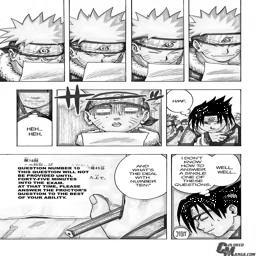 HEH,
HEH.
HMF.
QUESTION NUMBER 10
THIS QUESTION WILL NOT
BE PROVIDED UNTIL
FORTY-FIVE MINUTES
INTO THE EXAM.
AT THAT TIME, PLEASE
ANSWER THE PROCTOR'S
QUESTION TO THE BEST
OF YOUR ABILITY.
AND
WHAT'S
THE DEAL
WITH
NUMBER
TEN?
I DON'T
KNOW HOW
TO ANSWER
A SINGLE
ONE OF
THESE
QUESTIONS.
WELL,
WELL.